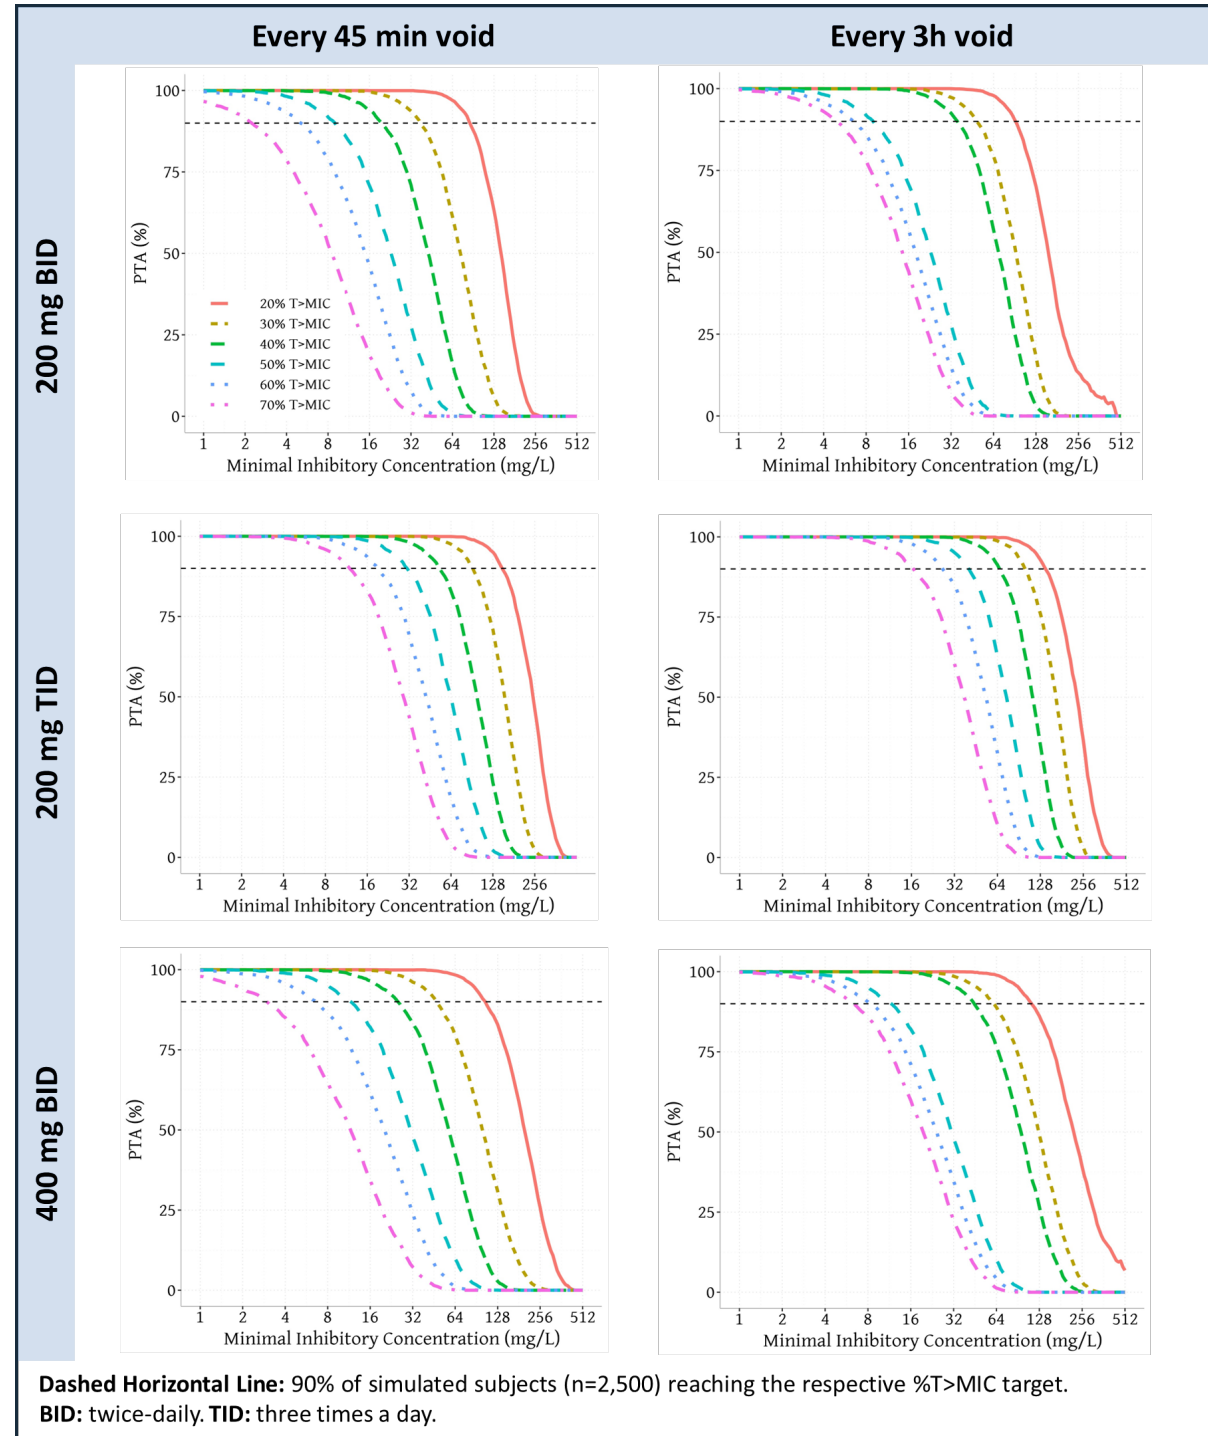 Every 45 min void
Every 3h void
200 mg BID
PTA (%)
100
75
50
25
0
20% T>MIC
30% T>MIC
40% T>MIC
50% T>MIC
60% T>MIC
70% T>MIC
1 2 4 8 16 32 64 128 256 512
Minimal Inhibitory Concentration (mg/L)
PTA (%)
100
75
50
25
0
1 2 4 8 16 32 64 128 256 512
Minimal Inhibitory Concentration (mg/L)
200 mg TID
PTA (%)
100
75
50
25
0
1 2 4 8 16 32 64 128 256
Minimal Inhibitory Concentration (mg/L)
PTA (%)
100
75
50
25
0
1 2 4 8 16 32 64 128 256 512
Minimal Inhibitory Concentration (mg/L)
400 mg BID
PTA (%)
100
75
50
25
0
1 2 4 8 16 32 64 128 256 512
Minimal Inhibitory Concentration (mg/L)
PTA (%)
100
75
50
25
0
1 2 4 8 16 32 64 128 256 512
Minimal Inhibitory Concentration (mg/L)
Dashed Horizontal Line: 90% of simulated subjects (n=2,500) reaching the respective %T>MIC target.
BID: twice-daily. TID: three times a day.